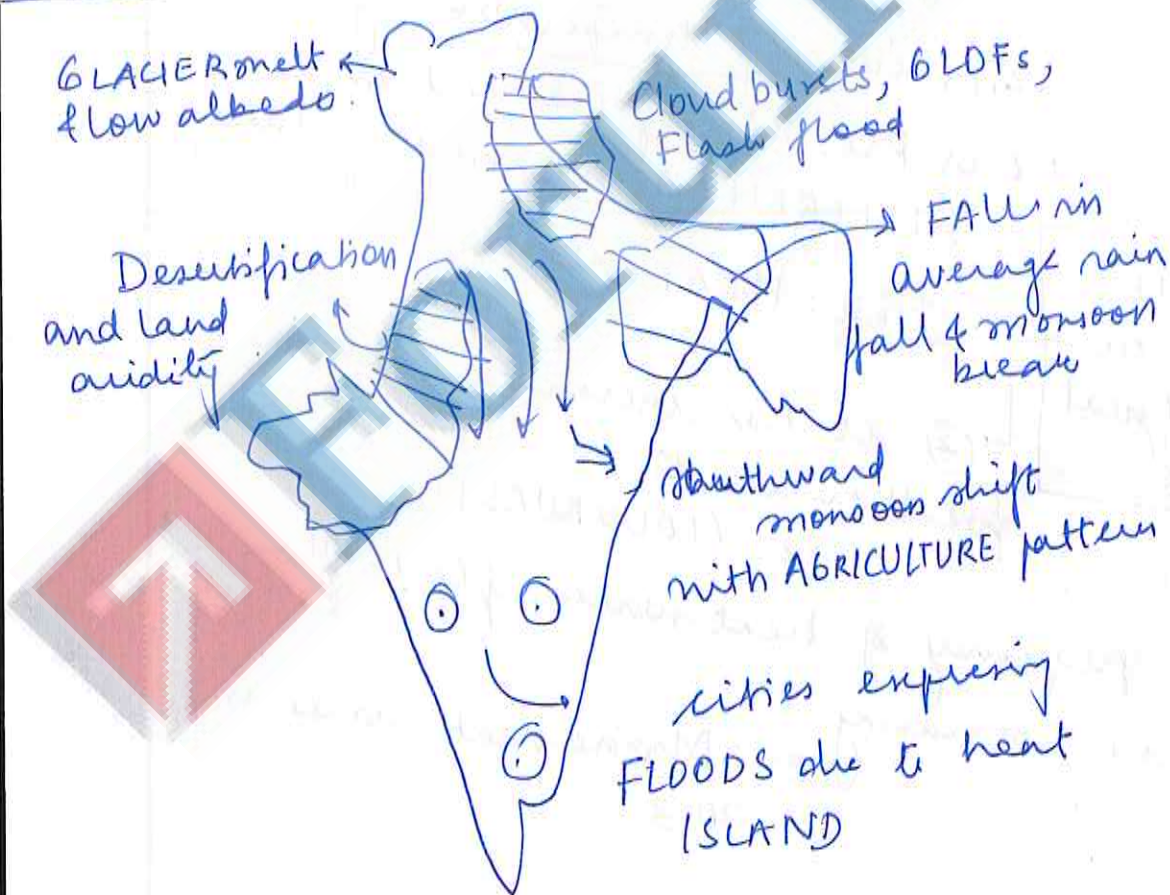 GLACIER melt
& low albedo.
Cloud bursts, GLOFs,
Flash flood
Desertification
and land
aridity
FALL in
average rain
fall & monsoon
break
Southward
monsoon shift
with AGRICULTURE pattern
cities
FLOODS due to heat
ISLAND
Forum